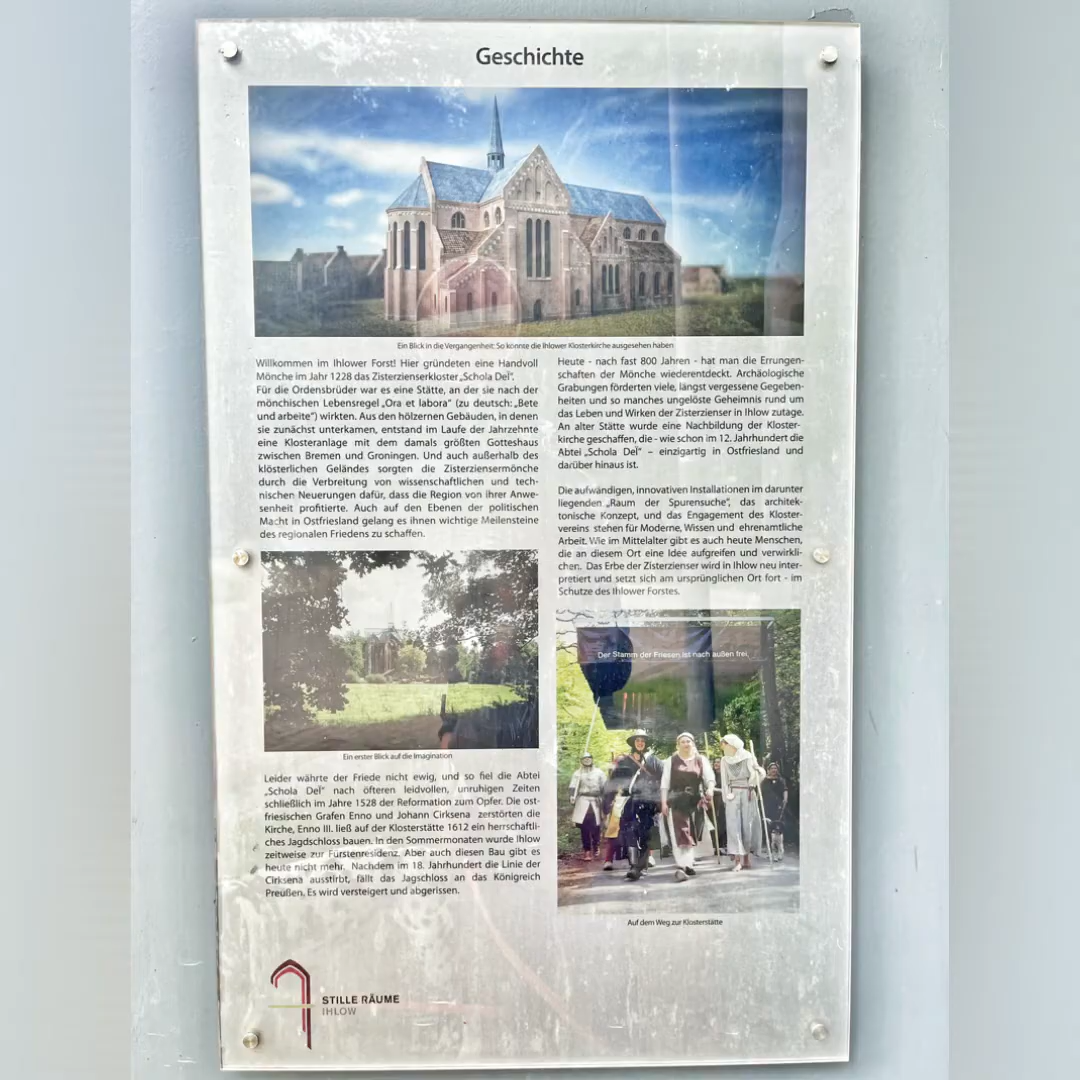 Geschichte
Ein Blick in die Vergangenheit: So könnte die Ihlower Klosterkirche ausgesehen haben
Willkommen im Ihlower Forst! Hier gründeten eine Handvoll
Mönche im Jahr 1228 das Zisterzienserkloster „Schola Deï“.
Für die Ordensbrüder war es eine Stätte, an der sie nach der
mönchischen Lebensregel „Ora et labora“ (zu deutsch: „Bete
und arbeite“) wirkten. Aus den hölzernen Gebäuden, in denen
sie zunächst unterkamen, entstand im Laufe der Jahrzehnte
eine Klosteranlage mit dem damals größten Gotteshaus
zwischen Bremen und Groningen. Und auch außerhalb des
klösterlichen Geländes sorgten die Zisterziensermönche
durch die Verbreitung von wissenschaftlichen und tech-
nischen Neuerungen dafür, dass die Region von ihrer Anwe-
senheit profitierte. Auch auf den Ebenen der politischen
Macht in Ostfriesland gelang es ihnen wichtige Meilensteine
des regionalen Friedens zu schaffen.
Ein erster Blick auf die Imagination
Leider währte der Friede nicht ewig, und so fiel die Abtei
„Schola Deï“ nach öfteren leidvollen, unruhigen Zeiten
schließlich im Jahre 1528 der Reformation zum Opfer. Die ost-
friesischen Grafen Enno und Johann Cirksena zerstörten die
Kirche, Enno III. ließ auf der Klosterstätte 1612 ein herrschaftli-
ches Jagdschloss bauen. In den Sommermonaten wurde Ihlow
zeitweise zur Fürstenresidenz. Aber auch diesen Bau gibt es
heute nicht mehr. Nachdem im 18. Jahrhundert die Linie der
Cirksena ausstirbt, fällt das Jagschloss an das Königreich
Preußen. Es wird versteigert und abgerissen.
Heute - nach fast 800 Jahren - hat man die Errungen-
schaften der Mönche wiederentdeckt. Archäologische
Grabungen förderten viele, längst vergessene Gegeben-
heiten und so manches ungelöste Geheimnis rund um
das Leben und Wirken der Zisterzienser in Ihlow zutage.
An alter Stätte wurde eine Nachbildung der Kloster-
kirche geschaffen, die - wie schon im 12. Jahrhundert die
Abtei „Schola Deï“ – einzigartig in Ostfriesland und
darüber hinaus ist.
Die aufwändigen, innovativen Installationen im darunter
liegenden „Raum der Spurensuche“, das architek-
tonische Konzept, und das Engagement des Kloster-
vereins stehen für Moderne, Wissen und ehrenamtliche
Arbeit. Wie im Mittelalter gibt es auch heute Menschen,
die an diesem Ort eine Idee aufgreifen und verwirkli-
chen. Das Erbe der Zisterzienser wird in Ihlow neu inter-
pretiert und setzt sich am ursprünglichen Ort fort - im
Schutze des Ihlower Forstes.
Der Stamm der Friesen ist nach außen frei,
Auf dem Weg zur Klosterstätte
STILLE RÄUME
IHLOW